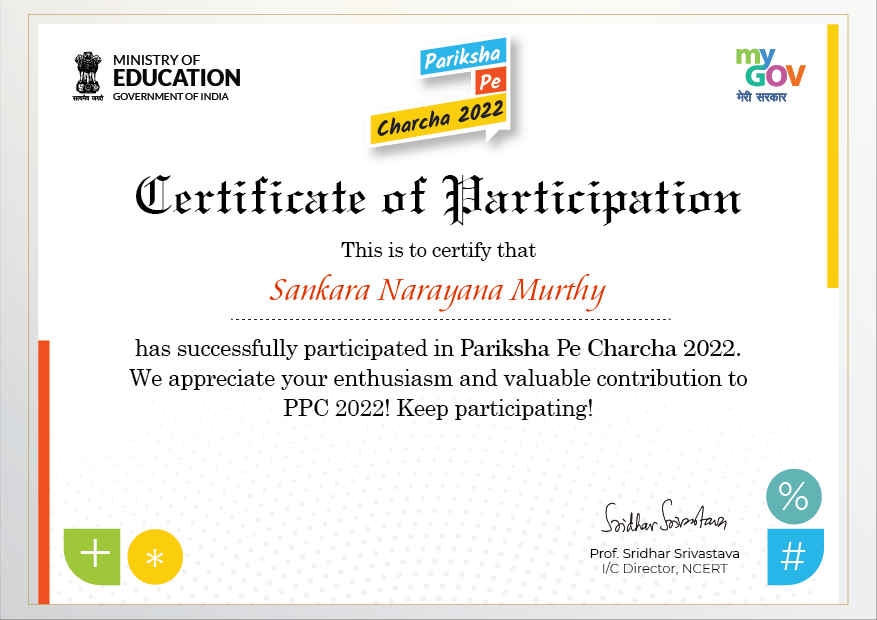 MINISTRY OF
EDUCATION
GOVERNMENT OF INDIA
सत्यमेव जयते
Pariksha
Pe
Charcha 2022
my
GOV
मेरी सरकार
Certificate of Participation
This is to certify that
Sankara Narayana Murthy
has successfully participated in Pariksha Pe Charcha 2022.
We appreciate your enthusiasm and valuable contribution to
PPC 2022! Keep participating!
Sridhar Srivastava
Prof. Sridhar Srivastava
I/C Director, NCERT
+
*
%
#